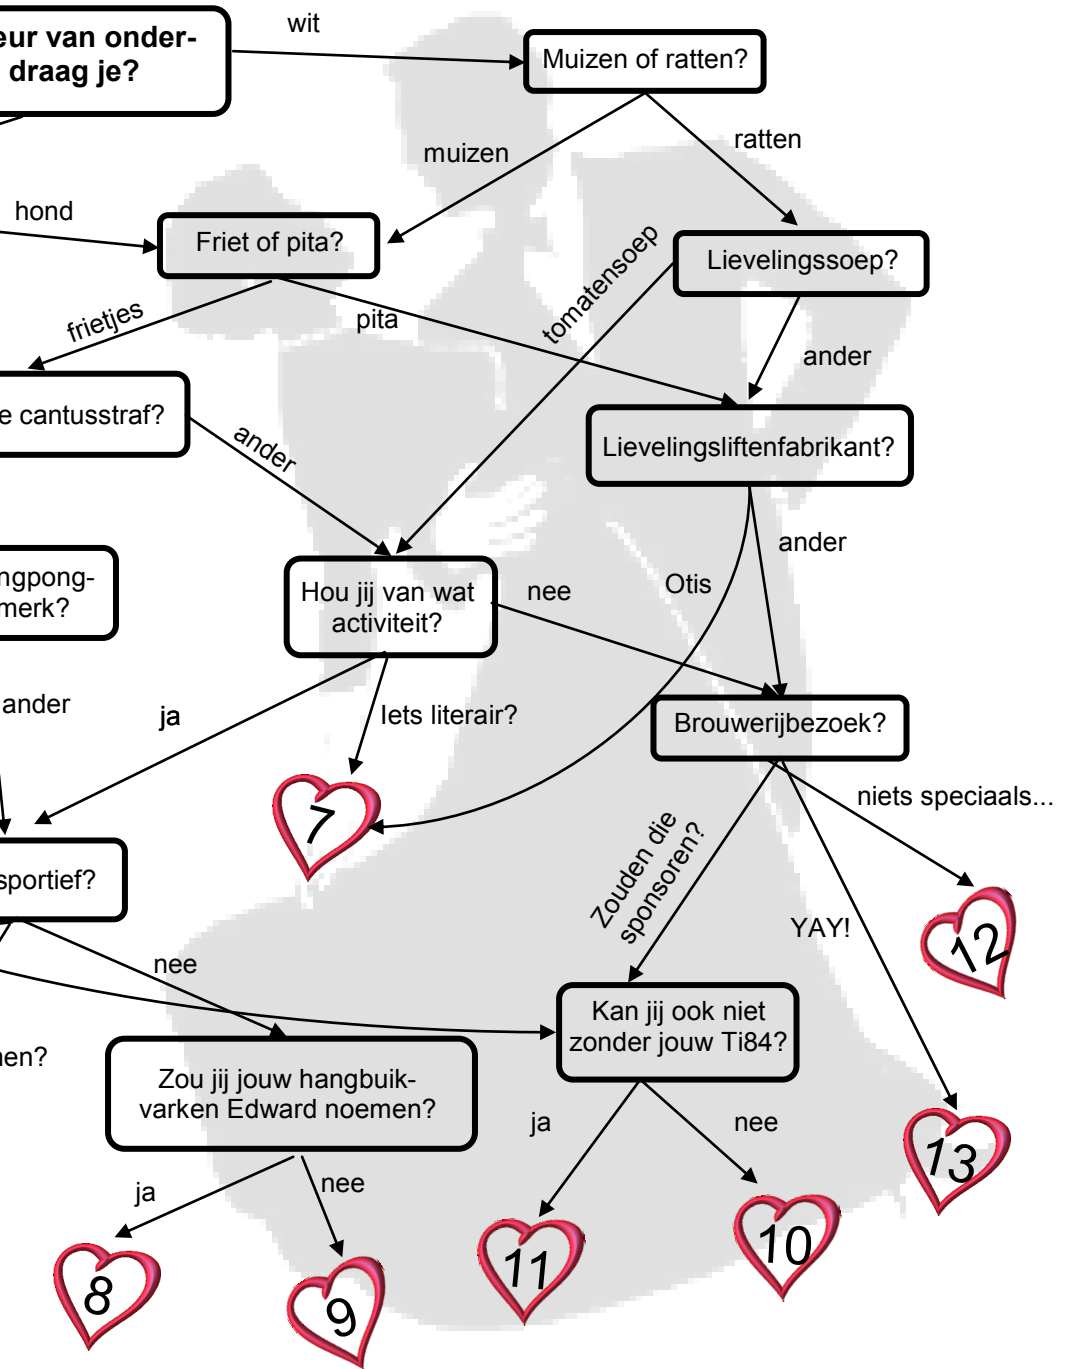 eur van onder-
draag je?
wit
Muizen of ratten?
muizen
ratten
hond
Friet of pita?
Lievelingssoep?
tomatensoep
frietjes
pita
ander
e cantusstraf?
ander
Lievelingsliftenfabrikant?
ander
ngpong-
merk?
Hou jij van wat
activiteit?
nee
Otis
ander
ja
Iets literair?
Brouwerijbezoek?
niets speciaals...
7
Zouden die
sponsoren?
YAY!
sportief?
12
nee
Kan jij ook niet
zonder jouw Ti84?
nen?
Zou jij jouw hangbuik-
varken Edward noemen?
ja
nee
13
ja
nee
8
9
11
10